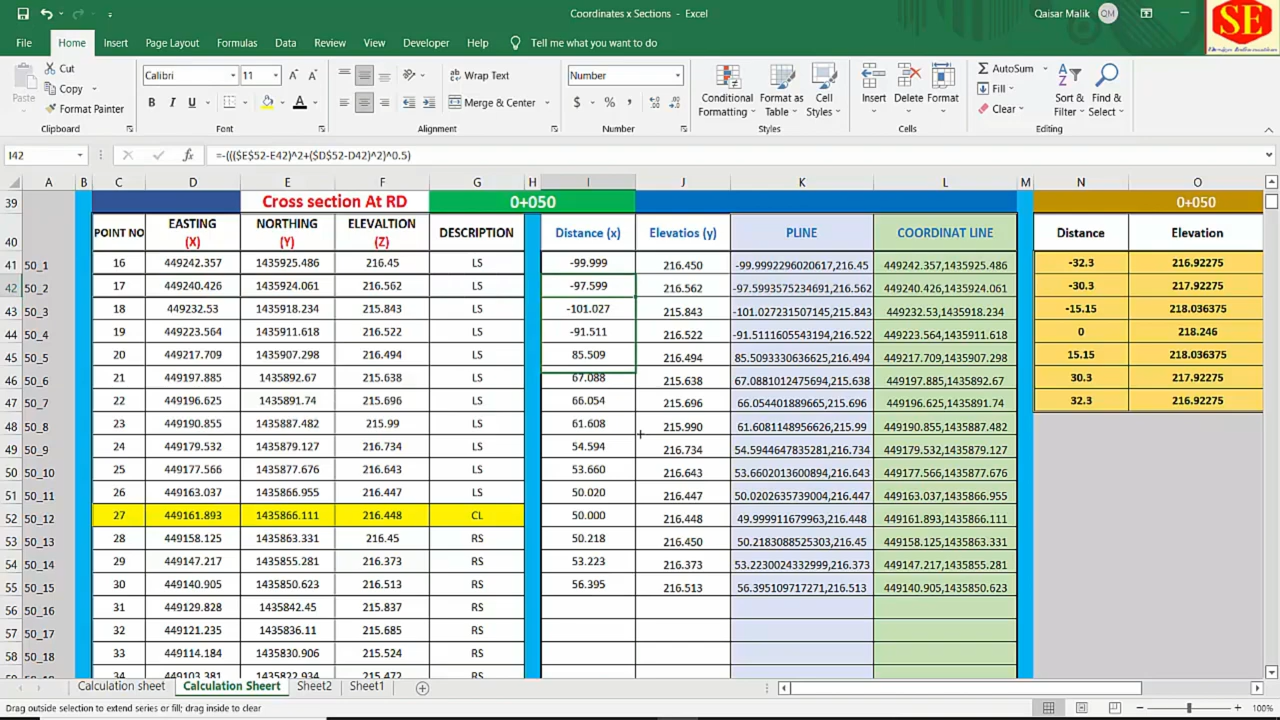 Coordinates x Sections - Excel
Qaisar Malik QM
SE
File Home Insert Page Layout Formulas Data Review View Developer Help Tell me what you want to do
Paste Cut Copy Format Painter
Calibri 11 B I U A A A
Wrap Text Merge & Center
Number $ % ,
Conditional Formatting Format as Table Cell Styles
Insert Delete Format
AutoSum Fill Clear Sort & Filter Find & Select
Clipboard Font Alignment Number Styles Cells Editing
I42 fx =-((($E$52-E42)^2+($D$52-D42)^2)^0.5)
A B C D E F G H I J K L M N O
39 Cross section At RD 0+050 0+050
40 POINT NO EASTING (X) NORTHING (Y) ELEVALTION (Z) DESCRIPTION Distance (x) Elevatios (y) PLINE COORDINAT LINE Distance Elevation
41 50_1 16 449242.357 1435925.486 216.45 LS -99.999 216.450 -99.9992296020617,216.45 449242.357,1435925.486 -32.3 216.92275
42 50_2 17 449240.426 1435924.061 216.562 LS -97.599 216.562 -97.5993575234691,216.562 449240.426,1435924.061 -30.3 217.92275
43 50_3 18 449232.53 1435918.234 215.843 LS -101.027 215.843 -101.027231507145,215.843 449232.53,1435918.234 -15.15 218.036375
44 50_4 19 449223.564 1435911.618 216.522 LS -91.511 216.522 -91.5111605543194,216.522 449223.564,1435911.618 0 218.246
45 50_5 20 449217.709 1435907.298 216.494 LS 85.509 216.494 85.5093330636625,216.494 449217.709,1435907.298 15.15 218.036375
46 50_6 21 449197.885 1435892.67 215.638 LS 67.088 215.638 67.0881012475694,215.638 449197.885,1435892.67 30.3 217.92275
47 50_7 22 449196.625 1435891.74 215.696 LS 66.054 215.696 66.054401889665,215.696 449196.625,1435891.74 32.3 216.92275
48 50_8 23 449190.855 1435887.482 215.99 LS 61.608 215.990 61.6081148956626,215.99 449190.855,1435887.482
49 50_9 24 449179.532 1435879.127 216.734 LS 54.594 216.734 54.5944647835281,216.734 449179.532,1435879.127
50 50_10 25 449177.566 1435877.676 216.643 LS 53.660 216.643 53.6602013600894,216.643 449177.566,1435877.676
51 50_11 26 449163.037 1435866.955 216.447 LS 50.020 216.447 50.0202635739004,216.447 449163.037,1435866.955
52 50_12 27 449161.893 1435866.111 216.448 CL 50.000 216.448 49.999911679963,216.448 449161.893,1435866.111
53 50_13 28 449158.125 1435863.331 216.45 RS 50.218 216.450 50.2183088525303,216.45 449158.125,1435863.331
54 50_14 29 449147.217 1435855.281 216.373 RS 53.223 216.373 53.2230024332999,216.373 449147.217,1435855.281
55 50_15 30 449140.905 1435850.623 216.513 RS 56.395 216.513 56.395109717271,216.513 449140.905,1435850.623
56 50_16 31 449129.828 1435842.45 215.837 RS
57 50_17 32 449121.235 1435836.11 215.685 RS
58 50_18 33 449114.184 1435830.906 215.524 RS
34 449103.381 1435822.934 RS
Calculation sheet Calculation Sheert Sheet2 Sheet1
Drag outside selection to extend series or fill; drag inside to clear 100%